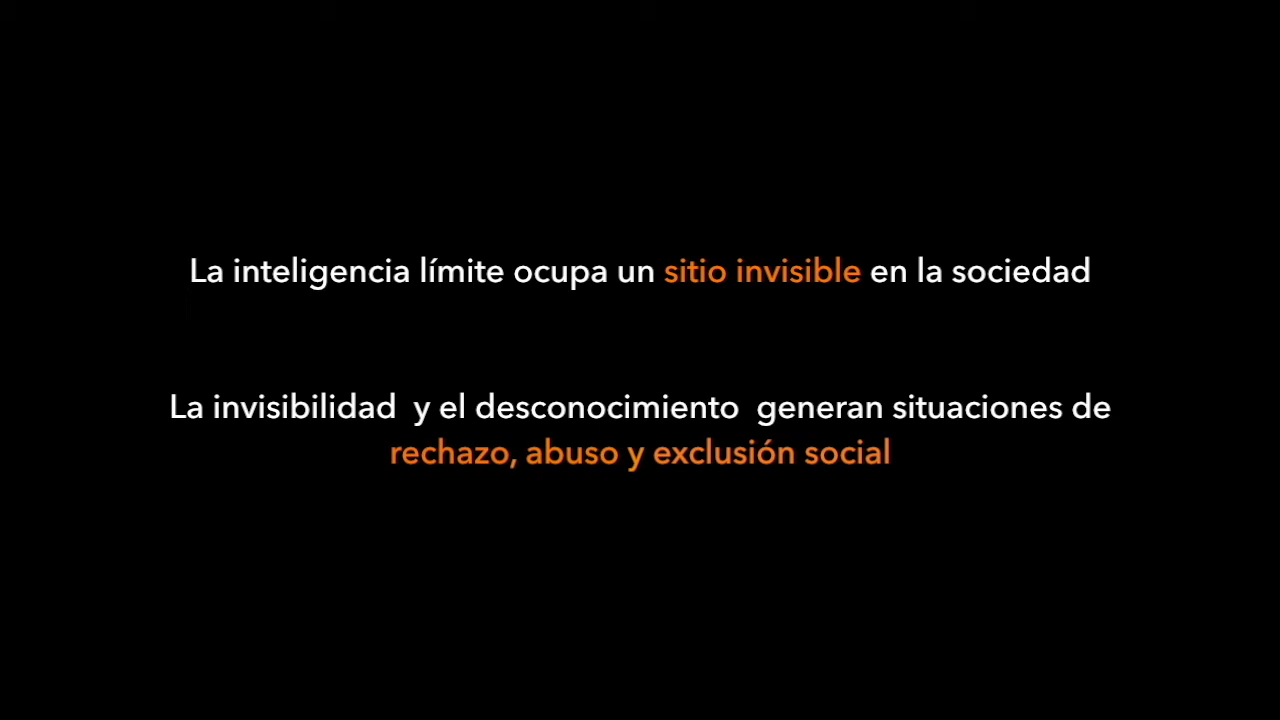 La inteligencia límite ocupa un sitio invisible en la sociedad
La invisibilidad  y el desconocimiento  generan situaciones de
rechazo, abuso y exclusión social